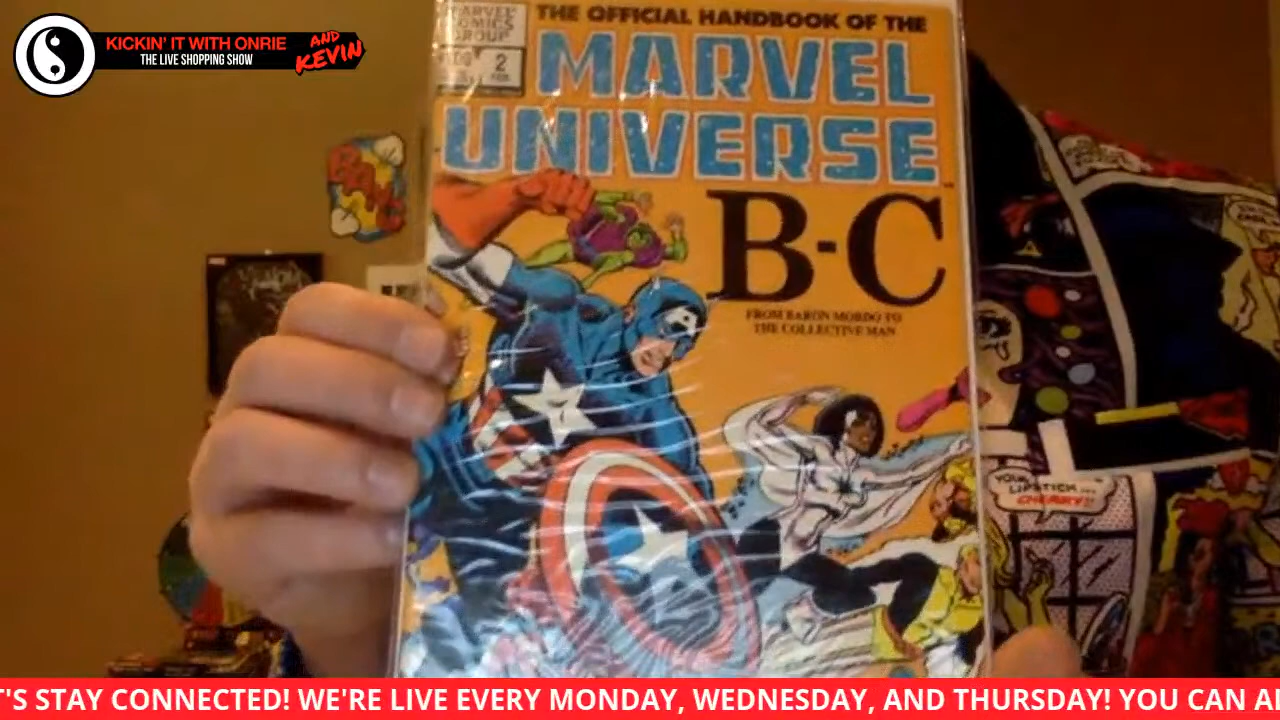 KICKIN' IT WITH ONRIE
AND
KEVIN
THE LIVE SHOPPING SHOW
MARVEL
COMICS
GROUP
2
FEB
THE OFFICIAL HANDBOOK OF THE
MARVEL
UNIVERSE
B-C
FROM BARON MORDO TO
THE COLLECTIVE MAN
YOUR
LIPSTICK...
CHERRY!!
T'S STAY CONNECTED! WE'RE LIVE EVERY MONDAY, WEDNESDAY, AND THURSDAY! YOU CAN AL